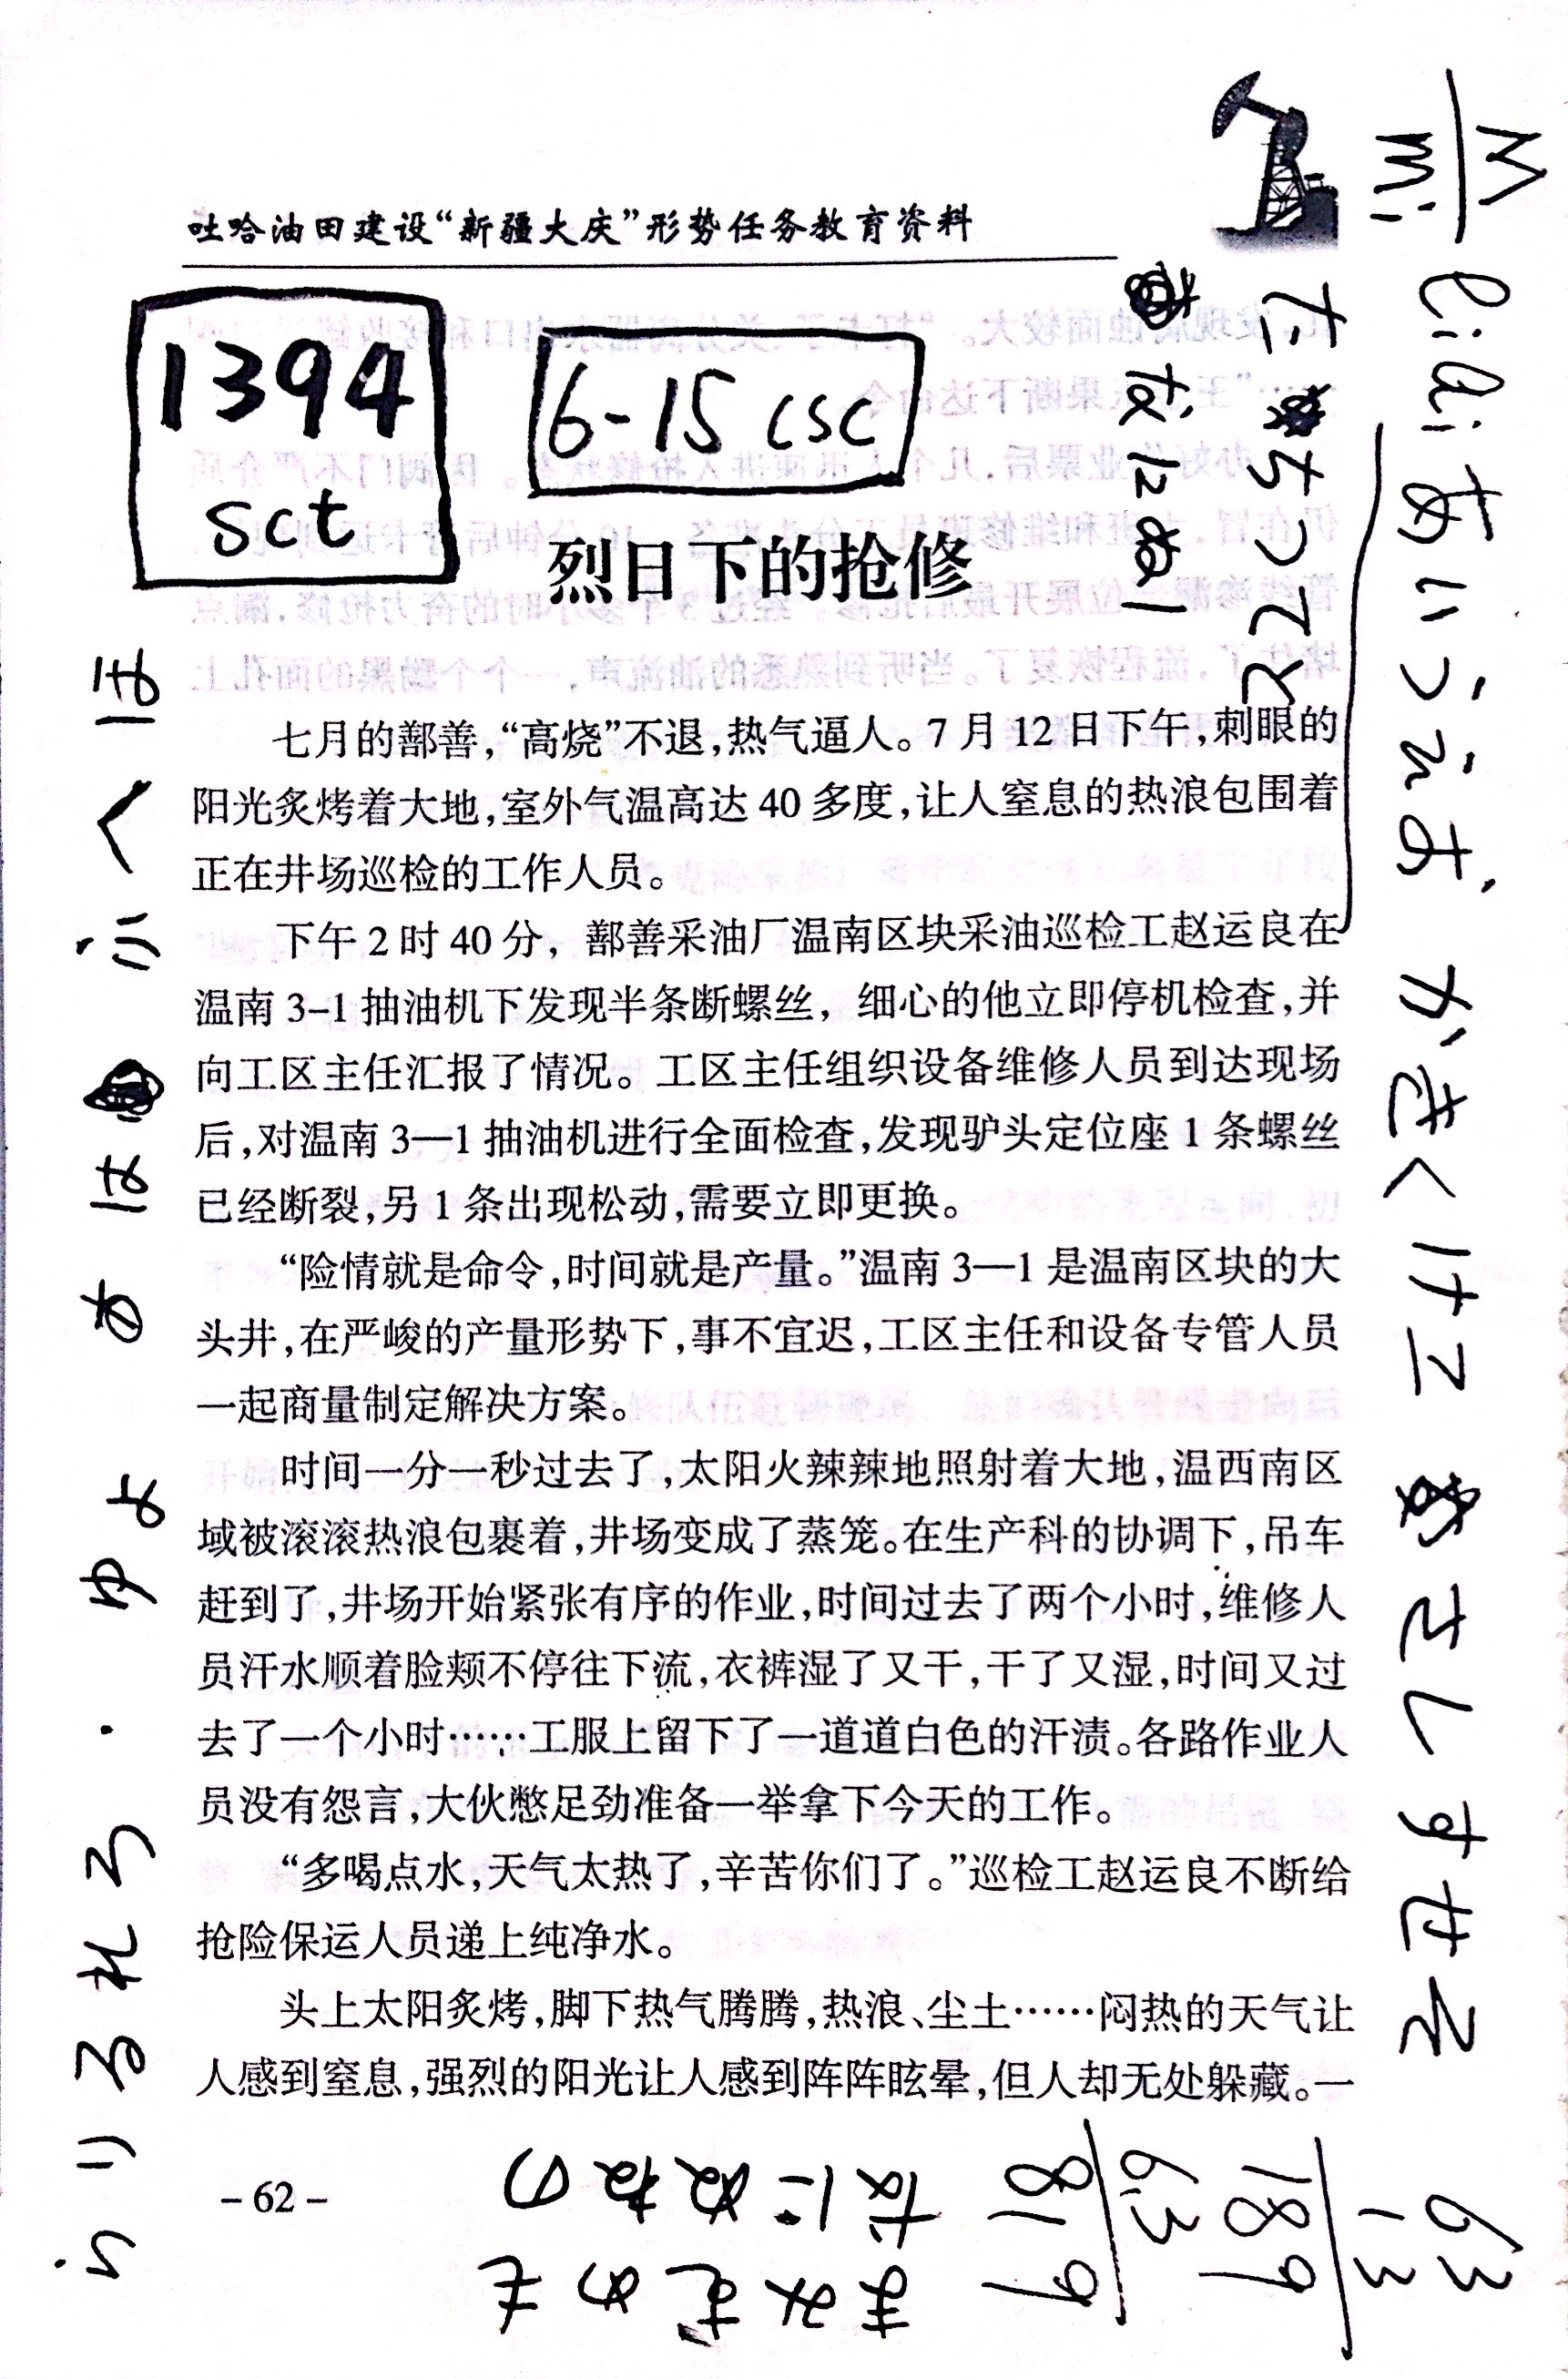 吐哈油田建设“新疆大庆”形势任务教育资料
1394
sct
6-15 csc
烈日下的抢修
七月的鄯善，“高烧”不退，热气逼人。7月12日下午，刺眼的
阳光炙烤着大地，室外气温高达40多度，让人窒息的热浪包围着
正在井场巡检的工作人员。
下午2时40分，鄯善采油厂温南区块采油巡检工赵运良在
温南3-1抽油机下发现半条断螺丝，细心的他立即停机检查，并
向工区主任汇报了情况。工区主任组织设备维修人员到达现场
后，对温南3—1抽油机进行全面检查，发现驴头定位座1条螺丝
已经断裂，另1条出现松动，需要立即更换。
“险情就是命令，时间就是产量。”温南3—1是温南区块的大
头井，在严峻的产量形势下，事不宜迟，工区主任和设备专管人员
一起商量制定解决方案。
时间一分一秒过去了，太阳火辣辣地照射着大地，温西南区
域被滚滚热浪包裹着，井场变成了蒸笼。在生产科的协调下，吊车
赶到了，井场开始紧张有序的作业，时间过去了两个小时，维修人
员汗水顺着脸颊不停往下流，衣裤湿了又干，干了又湿，时间又过
去了一个小时……工服上留下了一道道白色的汗渍。各路作业人
员没有怨言，大伙憋足劲准备一举拿下今天的工作。
“多喝点水，天气太热了，辛苦你们了。”巡检工赵运良不断给
抢险保运人员递上纯净水。
头上太阳炙烤，脚下热气腾腾，热浪、尘土……闷热的天气让
人感到窒息，强烈的阳光让人感到阵阵眩晕，但人却无处躲藏。一
-62-
M
mi
あいうえお かきくけこ さしすせそ
たちつてと
なにぬねの
まみむめも
はひふへほ
ゆよ
らりるれろ
63
13
189
63
819